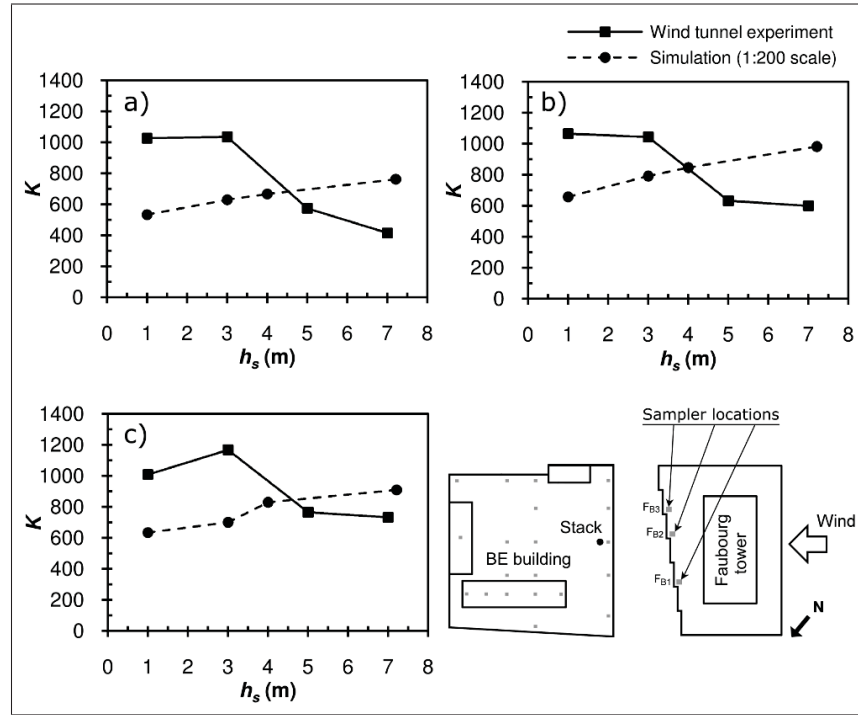 Wind tunnel experiment
Simulation (1:200 scale)
a)
1400
1200
1000
800
600
400
200
0
K
0 1 2 3 4 5 6 7 8
hs (m)
b)
1400
1200
1000
800
600
400
200
0
K
0 1 2 3 4 5 6 7 8
hs (m)
c)
1400
1200
1000
800
600
400
200
0
K
0 1 2 3 4 5 6 7 8
hs (m)
Sampler locations
FB3
FB2
FB1
Stack
BE building
Faubourg
tower
Wind
N